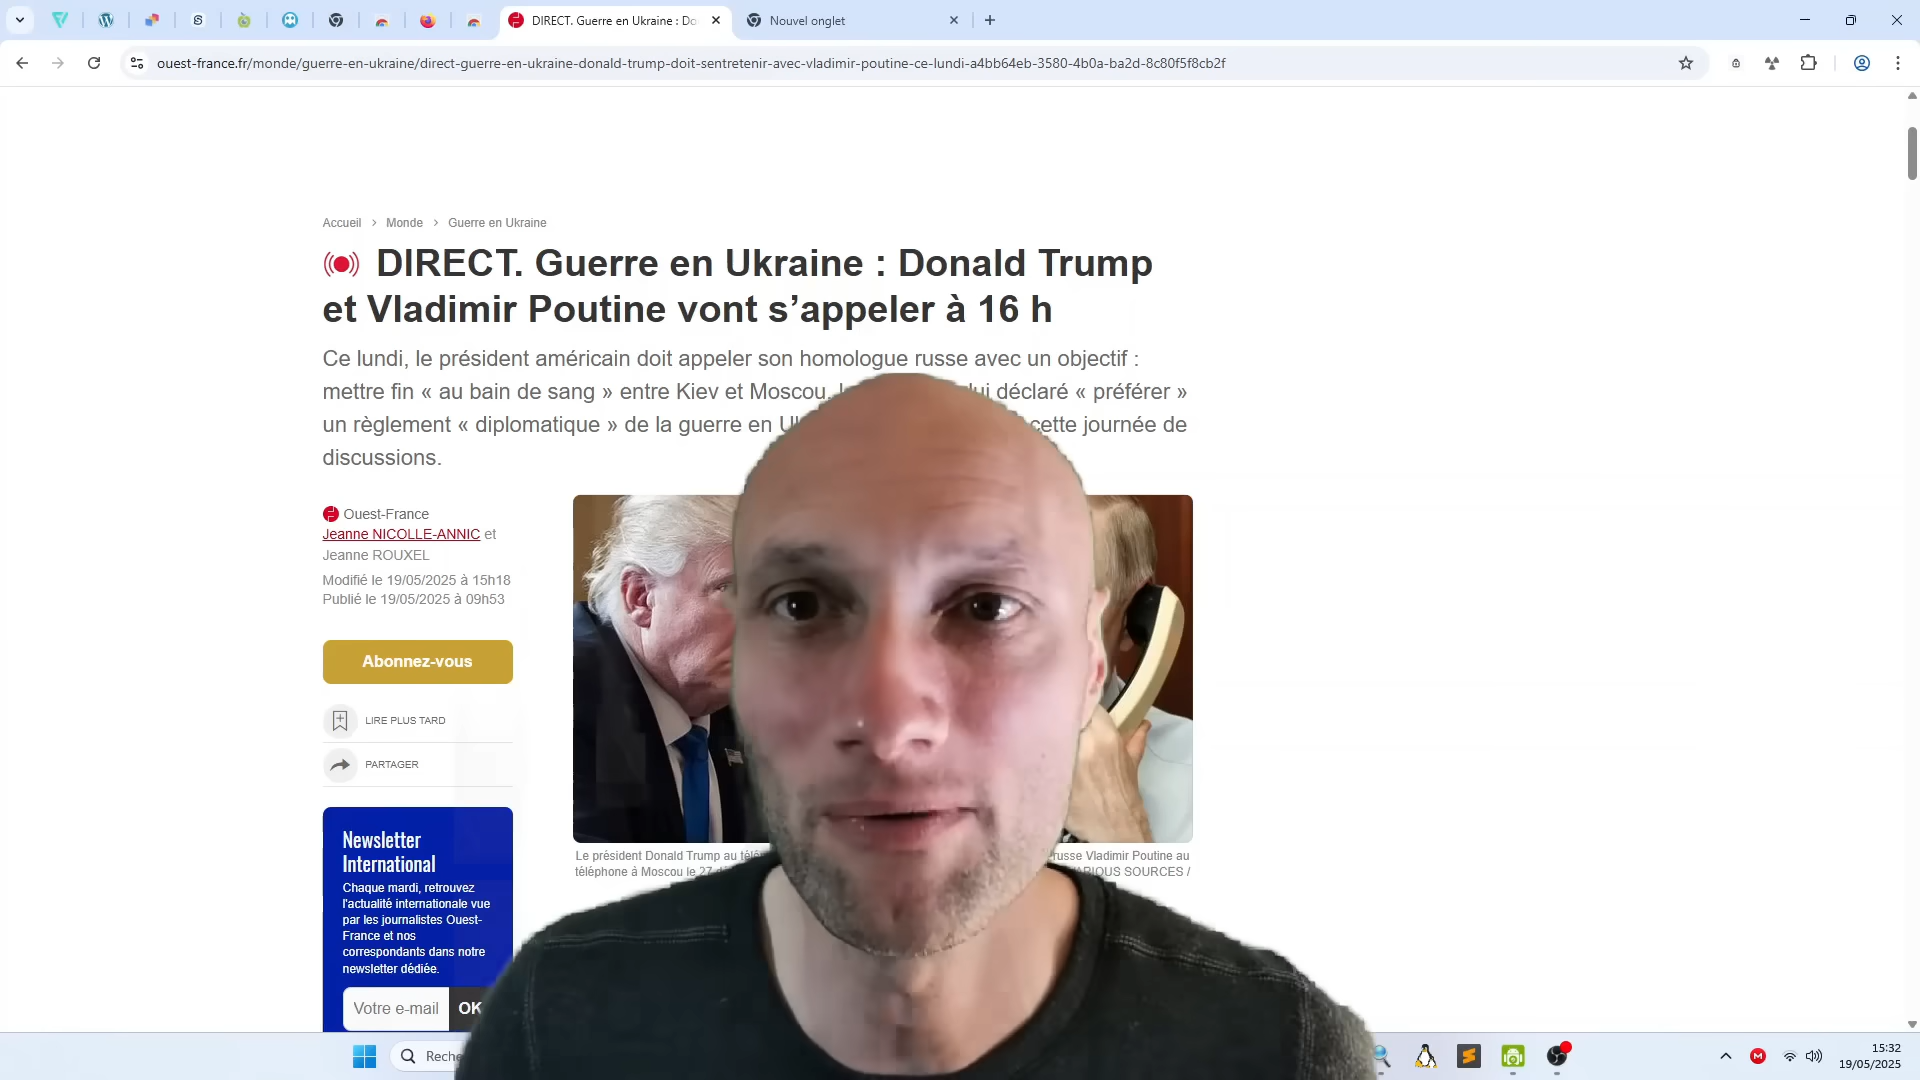 DIRECT. Guerre en Ukraine : Do
Nouvel onglet
ouest-france.fr/monde/guerre-en-ukraine/direct-guerre-en-ukraine-donald-trump-doit-sentretenir-avec-vladimir-poutine-ce-lundi-a4bb64eb-3580-4b0a-ba2d-8c80f5f8cb2f
Accueil > Monde > Guerre en Ukraine
DIRECT. Guerre en Ukraine : Donald Trump
et Vladimir Poutine vont s’appeler à 16 h
Ce lundi, le président américain doit appeler son homologue russe avec un objectif :
mettre fin « au bain de sang » entre Kiev et Moscou. déclaré « préférer »
un règlement « diplomatique » de la guerre en cette journée de
discussions.
Ouest-France
Jeanne NICOLLE-ANNIC et
Jeanne ROUXEL
Modifié le 19/05/2025 à 15h18
Publié le 19/05/2025 à 09h53
Abonnez-vous
LIRE PLUS TARD
PARTAGER
Le président Donald Trump au russe Vladimir Poutine au
téléphone à Moscou le 27 SOURCES /
Newsletter
International
Chaque mardi, retrouvez
l'actualité internationale vue
par les journalistes Ouest-
France et nos
correspondants dans notre
newsletter dédiée.
Votre e-mail OK
Reche
15:32
19/05/2025